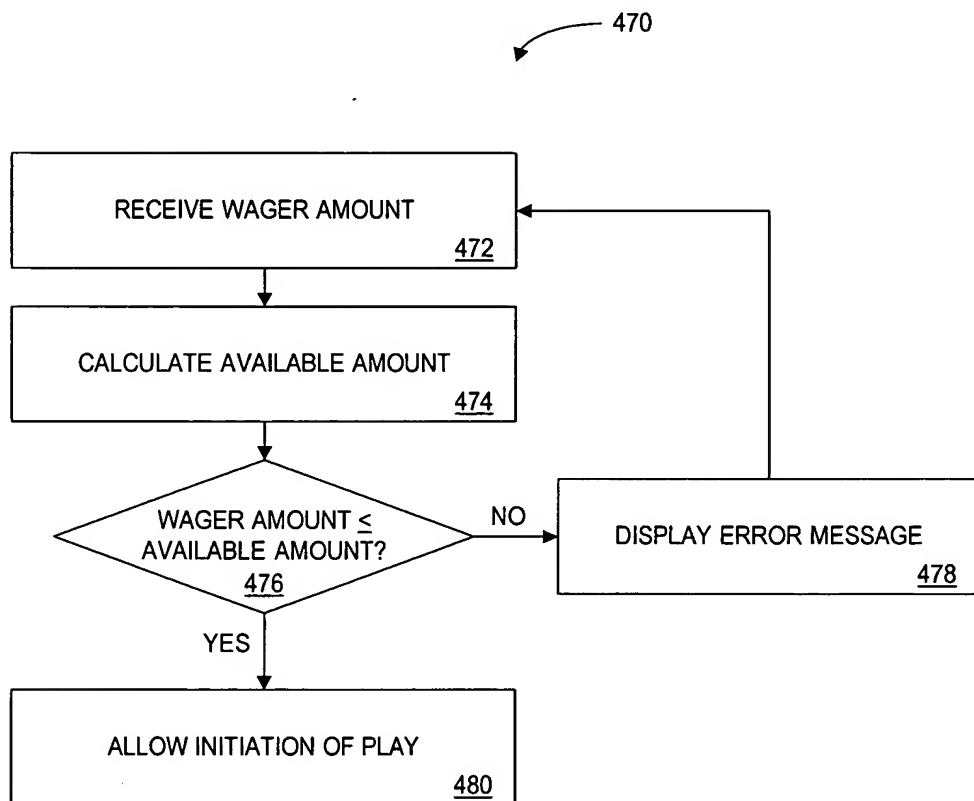 470
RECEIVE WAGER AMOUNT
472
CALCULATE AVAILABLE AMOUNT
474
WAGER AMOUNT ≤
AVAILABLE AMOUNT?
476
NO
DISPLAY ERROR MESSAGE
478
YES
ALLOW INITIATION OF PLAY
480